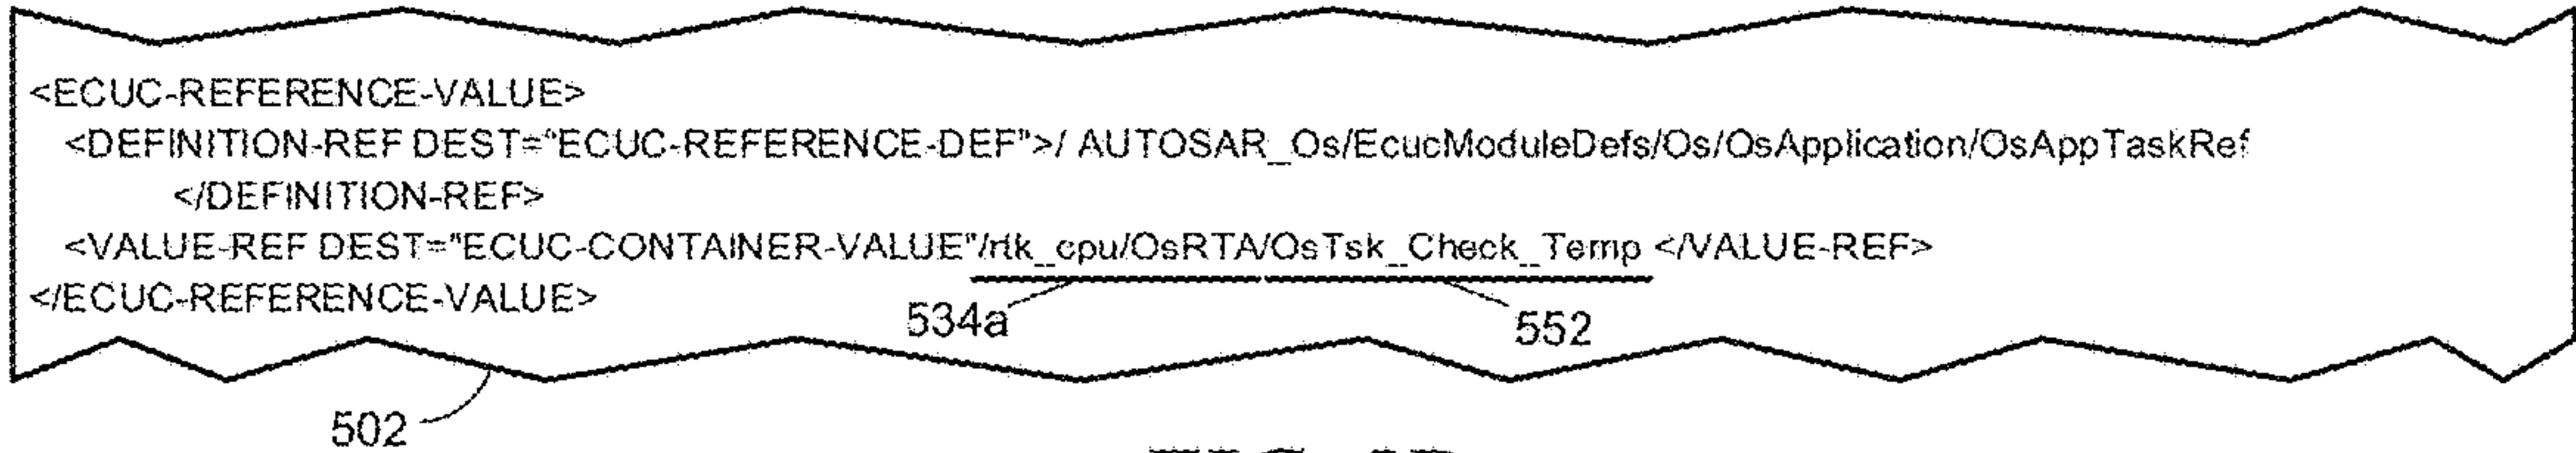 <ECUC-REFERENCE-VALUE>
<DEFINITION-REF DEST="ECUC-REFERENCE-DEF">/ AUTOSAR_Os/EcucModuleDefs/Os/OsApplication/OsAppTaskRef
</DEFINITION-REF>
<VALUE-REF DEST="ECUC-CONTAINER-VALUE"/rtk_cpu/OsRTA/OsTsk_Check_Temp </VALUE-REF>
</ECUC-REFERENCE-VALUE>
534a 552
502